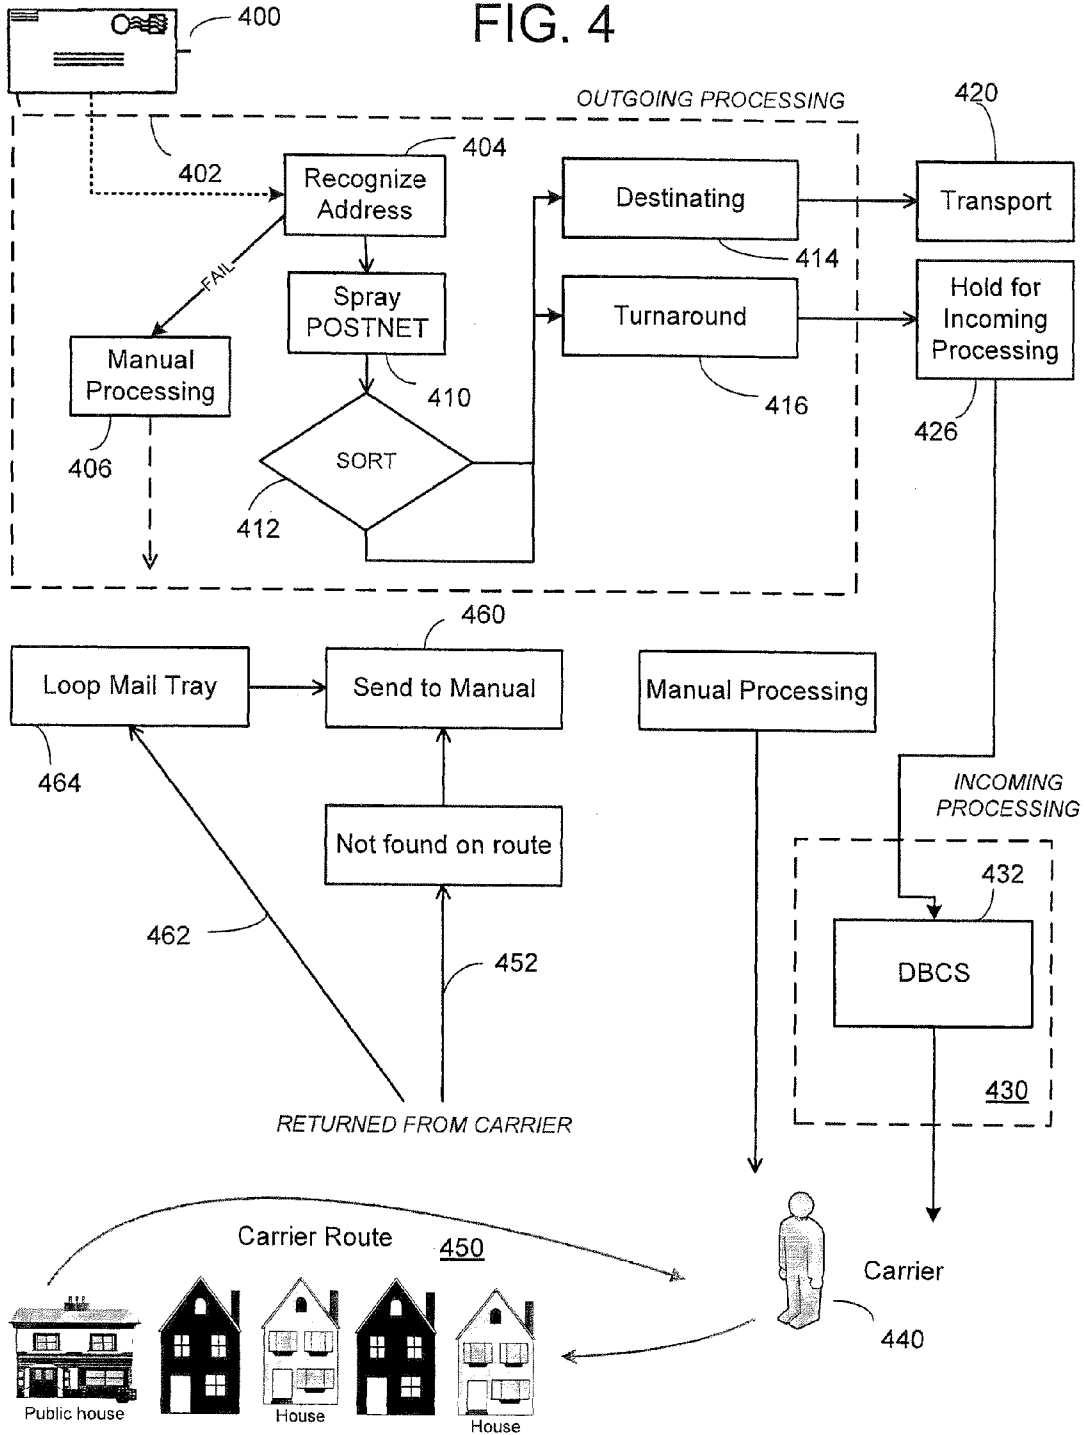 FIG. 4
400
OUTGOING PROCESSING
420
402
404
Recognize
Address
Destinating
414
Transport
FAIL
Spray
POSTNET
410
Turnaround
416
Hold for
Incoming
Processing
426
Manual
Processing
406
SORT
412
460
Loop Mail Tray
464
Send to Manual
Manual Processing
INCOMING
PROCESSING
Not found on route
432
462
452
DBCS
430
RETURNED FROM CARRIER
Carrier Route
450
Carrier
440
Public house
House
House